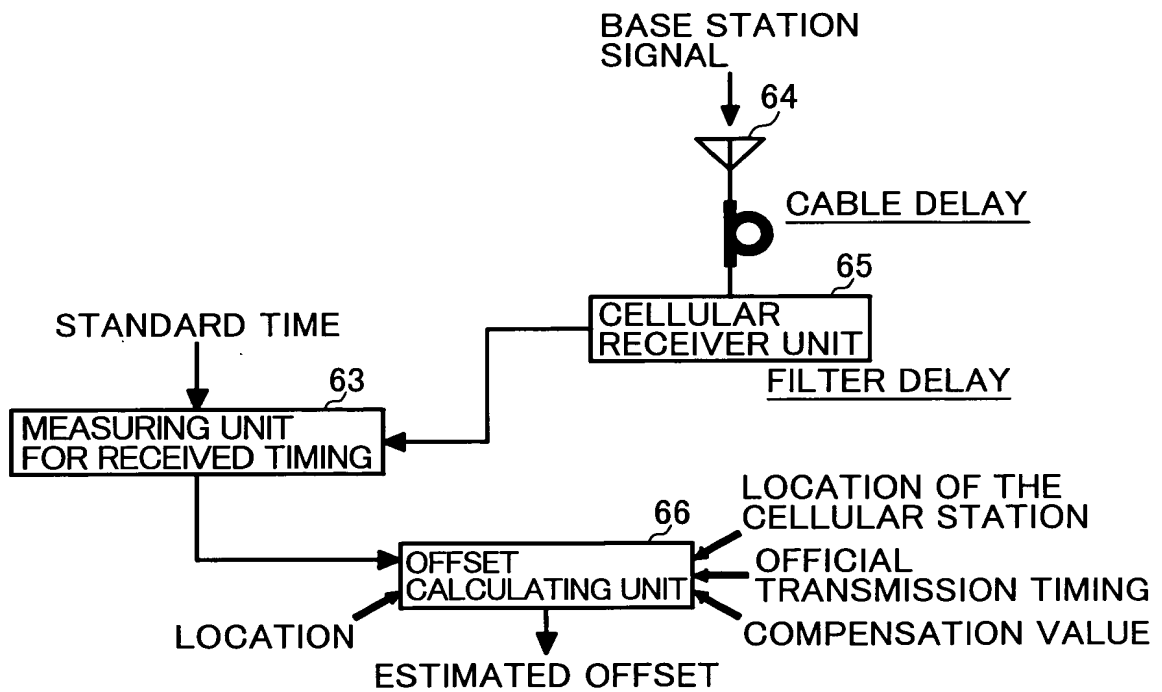 BASE STATION
SIGNAL
64
CABLE DELAY
65
CELLULAR
RECEIVER UNIT
FILTER DELAY
STANDARD TIME
63
MEASURING UNIT
FOR RECEIVED TIMING
66
OFFSET
CALCULATING UNIT
LOCATION OF THE
CELLULAR STATION
OFFICIAL
TRANSMISSION TIMING
COMPENSATION VALUE
LOCATION
ESTIMATED OFFSET